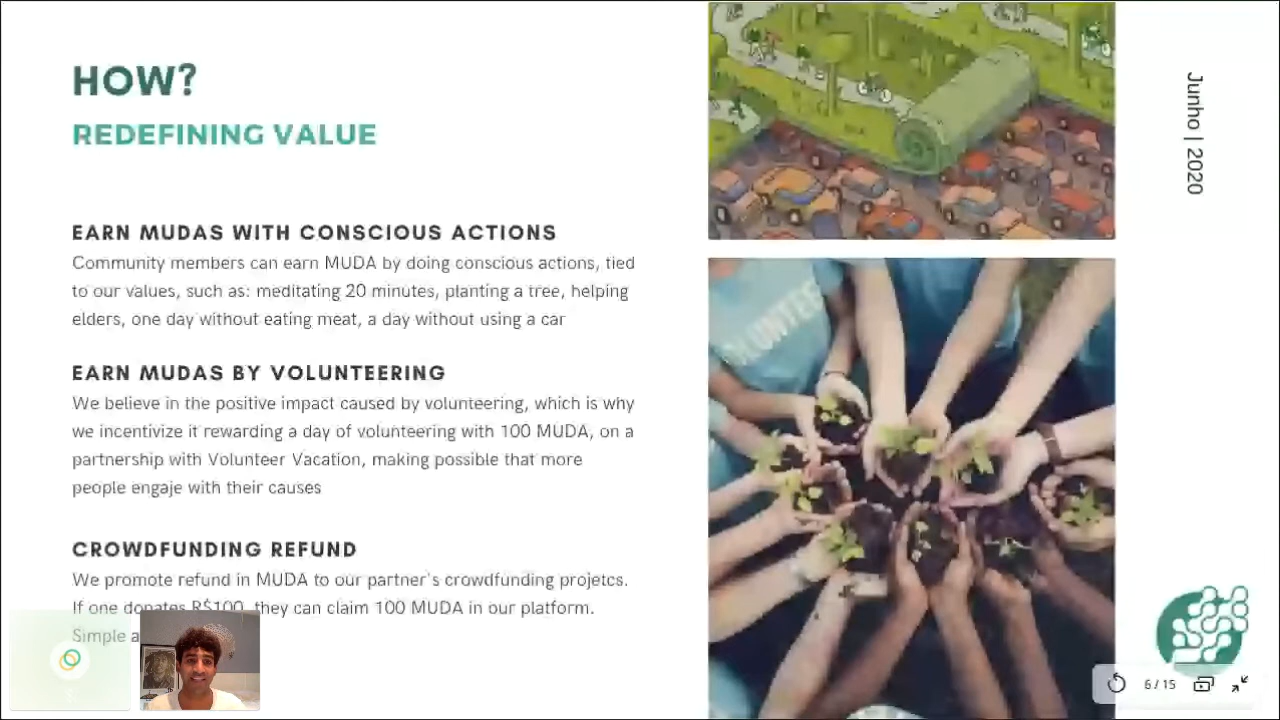 HOW?
REDEFINING VALUE
EARN MUDAS WITH CONSCIOUS ACTIONS
Community members can earn MUDA by doing conscious actions, tied
to our values, such as: meditating 20 minutes, planting a tree, helping
elders, one day without eating meat, a day without using a car
EARN MUDAS BY VOLUNTEERING
We believe in the positive impact caused by volunteering, which is why
we incentivize it rewarding a day of volunteering with 100 MUDA, on a
partnership with Volunteer Vacation, making possible that more
people engaje with their causes
CROWDFUNDING REFUND
We promote refund in MUDA to our partner's crowdfunding projetcs.
If one donates R$100, they can claim 100 MUDA in our platform.
Simple a
Junho | 2020
6 / 15